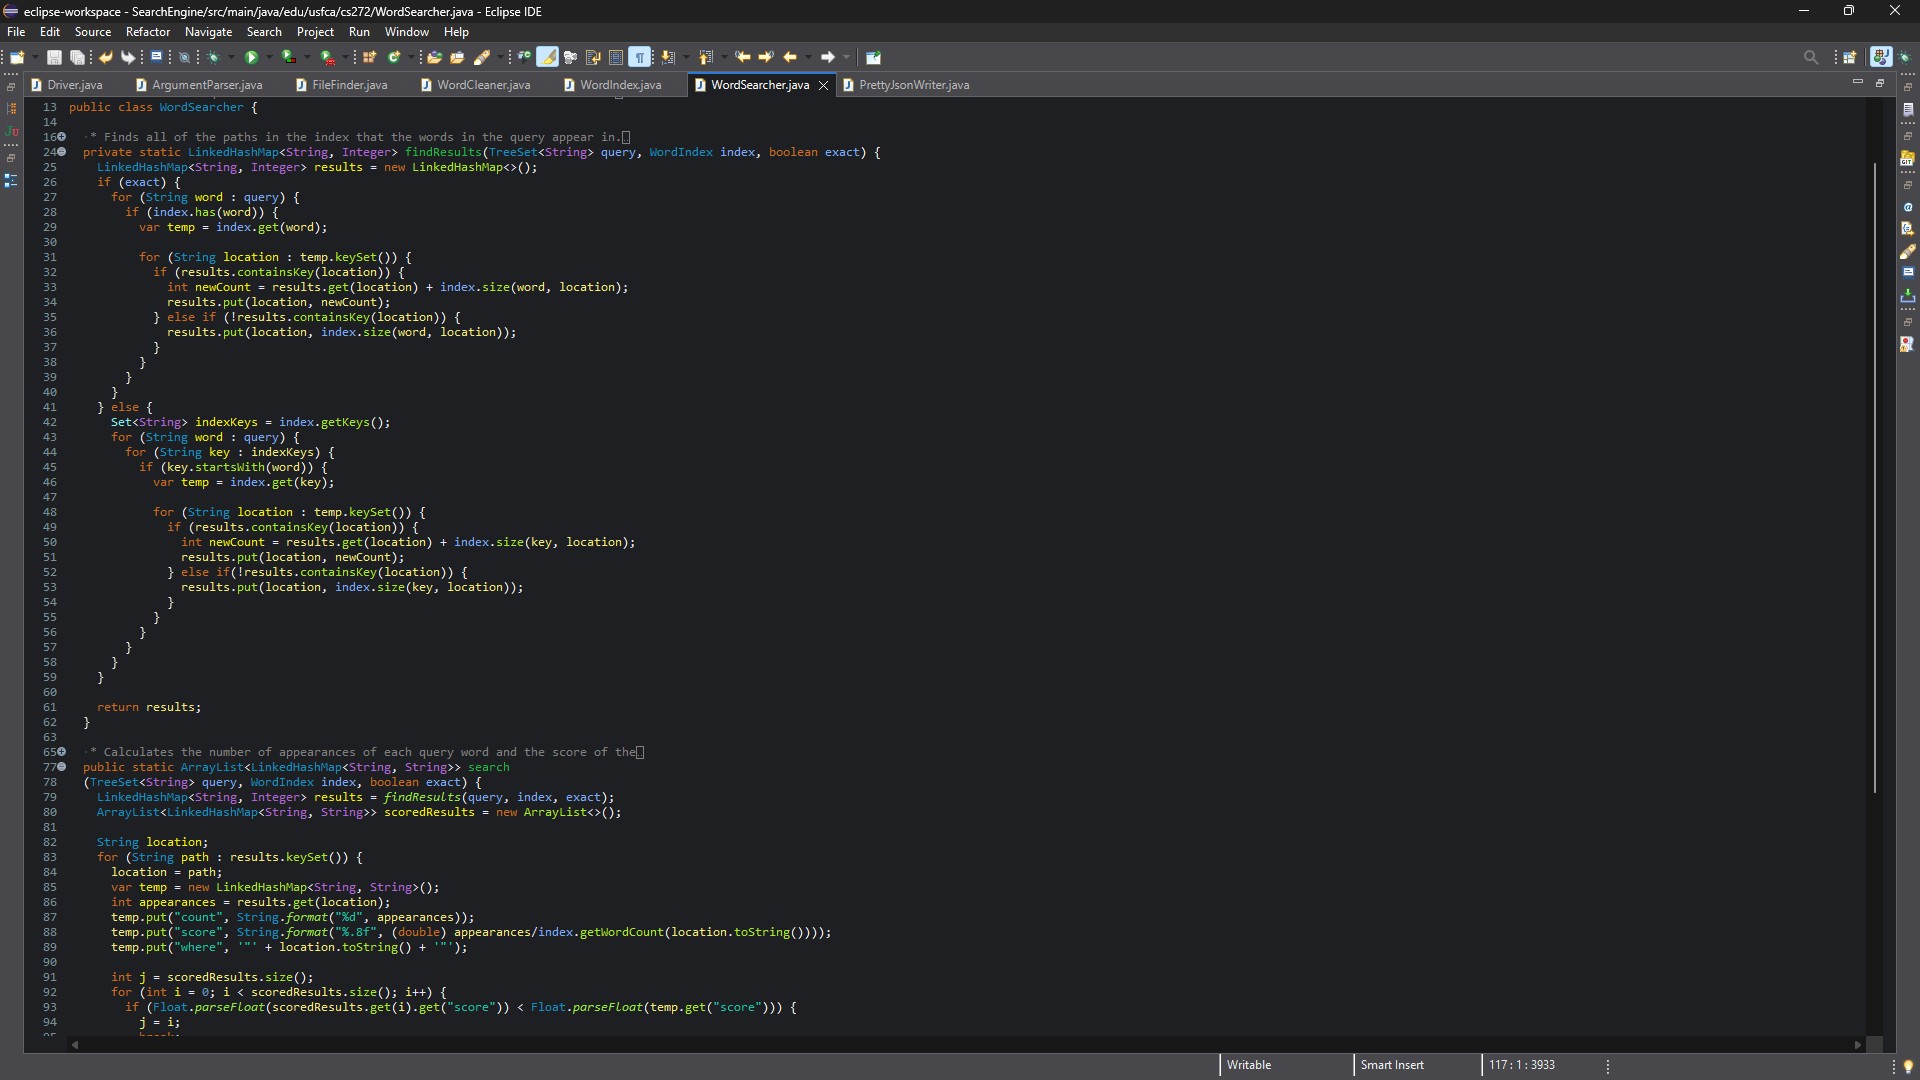 eclipse-workspace - SearchEngine/src/main/java/edu/usfca/cs272/WordSearcher.java - Eclipse IDE
File Edit Source Refactor Navigate Search Project Run Window Help
Driver.java ArgumentParser.java FileFinder.java WordCleaner.java WordIndex.java WordSearcher.java PrettyJsonWriter.java
13 public class WordSearcher {
14
16 * Finds all of the paths in the index that the words in the query appear in.
24 private static LinkedHashMap<String, Integer> findResults(TreeSet<String> query, WordIndex index, boolean exact) {
25 LinkedHashMap<String, Integer> results = new LinkedHashMap<>();
26 if (exact) {
27 for (String word : query) {
28 if (index.has(word)) {
29 var temp = index.get(word);
30
31 for (String location : temp.keySet()) {
32 if (results.containsKey(location)) {
33 int newCount = results.get(location) + index.size(word, location);
34 results.put(location, newCount);
35 } else if (!results.containsKey(location)) {
36 results.put(location, index.size(word, location));
37 }
38 }
39 }
40 }
41 } else {
42 Set<String> indexKeys = index.getKeys();
43 for (String word : query) {
44 for (String key : indexKeys) {
45 if (key.startsWith(word)) {
46 var temp = index.get(key);
47
48 for (String location : temp.keySet()) {
49 if (results.containsKey(location)) {
50 int newCount = results.get(location) + index.size(key, location);
51 results.put(location, newCount);
52 } else if(!results.containsKey(location)) {
53 results.put(location, index.size(key, location));
54 }
55 }
56 }
57 }
58 }
59 }
60
61 return results;
62 }
63
65 * Calculates the number of appearances of each query word and the score of the
77 public static ArrayList<LinkedHashMap<String, String>> search
78 (TreeSet<String> query, WordIndex index, boolean exact) {
79 LinkedHashMap<String, Integer> results = findResults(query, index, exact);
80 ArrayList<LinkedHashMap<String, String>> scoredResults = new ArrayList<>();
81
82 String location;
83 for (String path : results.keySet()) {
84 location = path;
85 var temp = new LinkedHashMap<String, String>();
86 int appearances = results.get(location);
87 temp.put("count", String.format("%d", appearances));
88 temp.put("score", String.format("%.8f", (double) appearances/index.getWordCount(location.toString())));
89 temp.put("where", '"' + location.toString() + '"');
90
91 int j = scoredResults.size();
92 for (int i = 0; i < scoredResults.size(); i++) {
93 if (Float.parseFloat(scoredResults.get(i).get("score")) < Float.parseFloat(temp.get("score"))) {
94 j = i;
Writable Smart Insert 117 : 1 : 3933